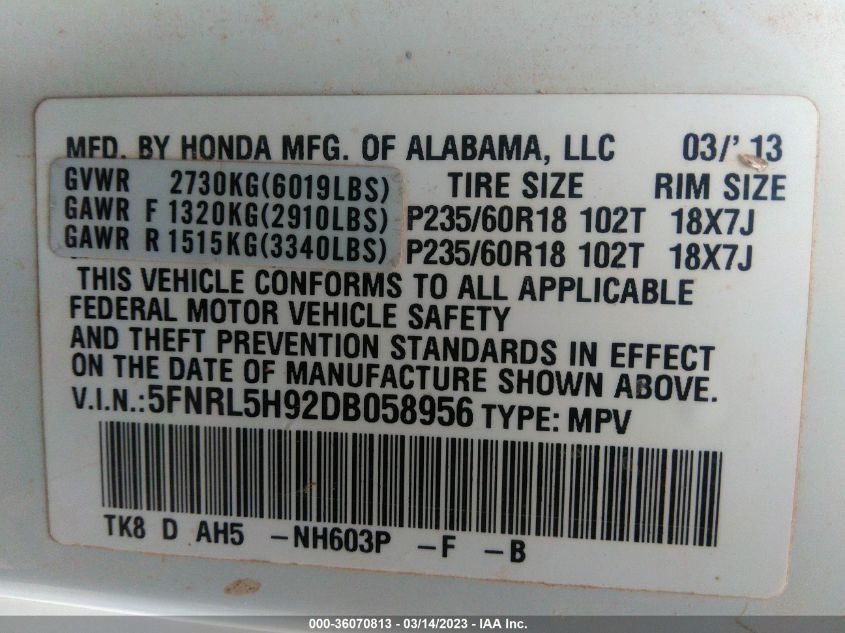 MFD. BY HONDA MFG. OF ALABAMA, LLC 03/'13
GVWR 2730KG(6019LBS) TIRE SIZE RIM SIZE
GAWR F 1320KG(2910LBS) P235/60R18 102T 18X7J
GAWR R 1515KG(3340LBS) P235/60R18 102T 18X7J
THIS VEHICLE CONFORMS TO ALL APPLICABLE
FEDERAL MOTOR VEHICLE SAFETY
AND THEFT PREVENTION STANDARDS IN EFFECT
ON THE DATE OF MANUFACTURE SHOWN ABOVE.
V.I.N.:5FNRL5H92DB058956 TYPE: MPV
TK8 D AH5 -NH603P -F -B
000-36070813 - 03/14/2023 - IAA Inc.